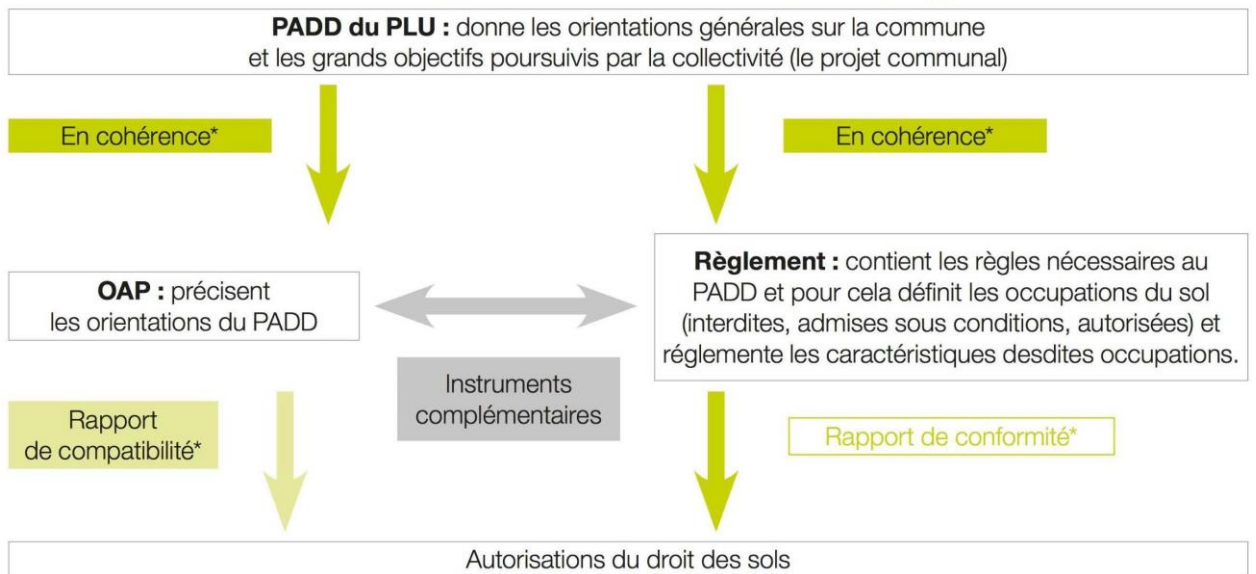 PADD du PLU : donne les orientations générales sur la commune
et les grands objectifs poursuivis par la collectivité (le projet communal)
En cohérence*
En cohérence*
OAP : précisent
les orientations du PADD
Règlement : contient les règles nécessaires au
PADD et pour cela définit les occupations du sol
(interdites, admises sous conditions, autorisées) et
réglemente les caractéristiques desdites occupations.
Instruments
complémentaires
Rapport
de compatibilité*
Rapport de conformité*
Autorisations du droit des sols